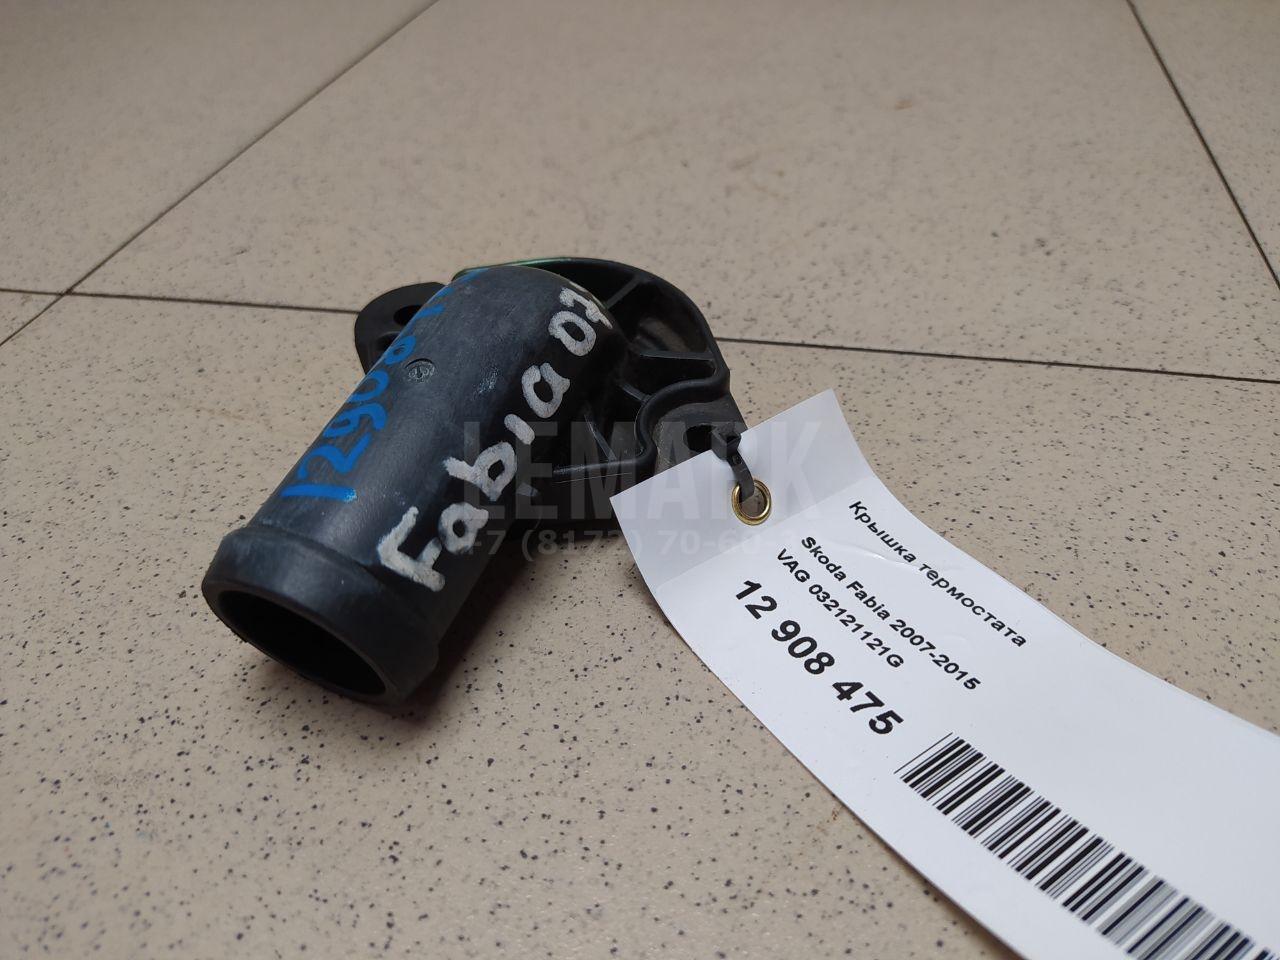 Fabia 07
Крышка термостата
Skoda Fabia 2007-2015
VAG 032121121G
12 908 475
LEMARK